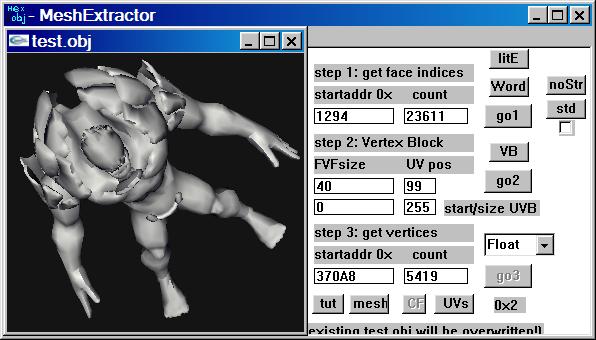 Hex
obj - MeshExtractor
test.obj
litE
step 1: get face indices
Word
noStr
startaddr 0x count
std
1294 23611
go1
step 2: Vertex Block
VB
FVFsize UV pos
go2
40 99
0 255 start/size UVB
step 3: get vertices
Float
startaddr 0x count
370A8 5419
go3
tut mesh CF UVs 0x2
existing test.obj will be overwritten!)